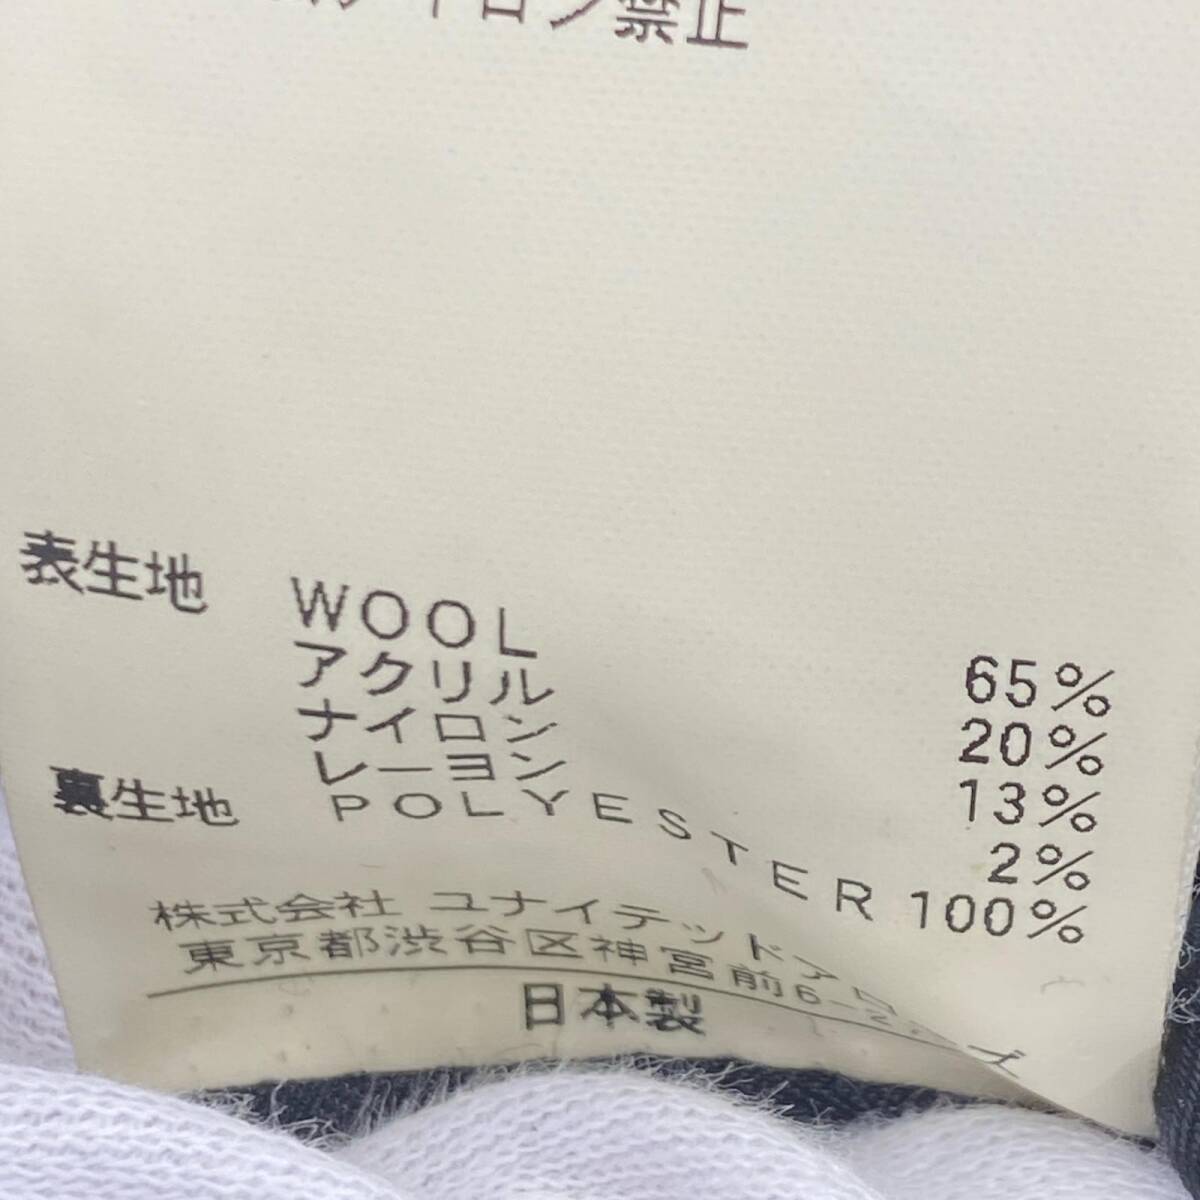 アイロン禁止
表生地 WOOL 65%
アクリル 20%
ナイロン 13%
レーヨン 2%
裏生地 POLYESTER 100%
株式会社 ユナイテッドアローズ
東京都渋谷区神宮前6-2
日本製